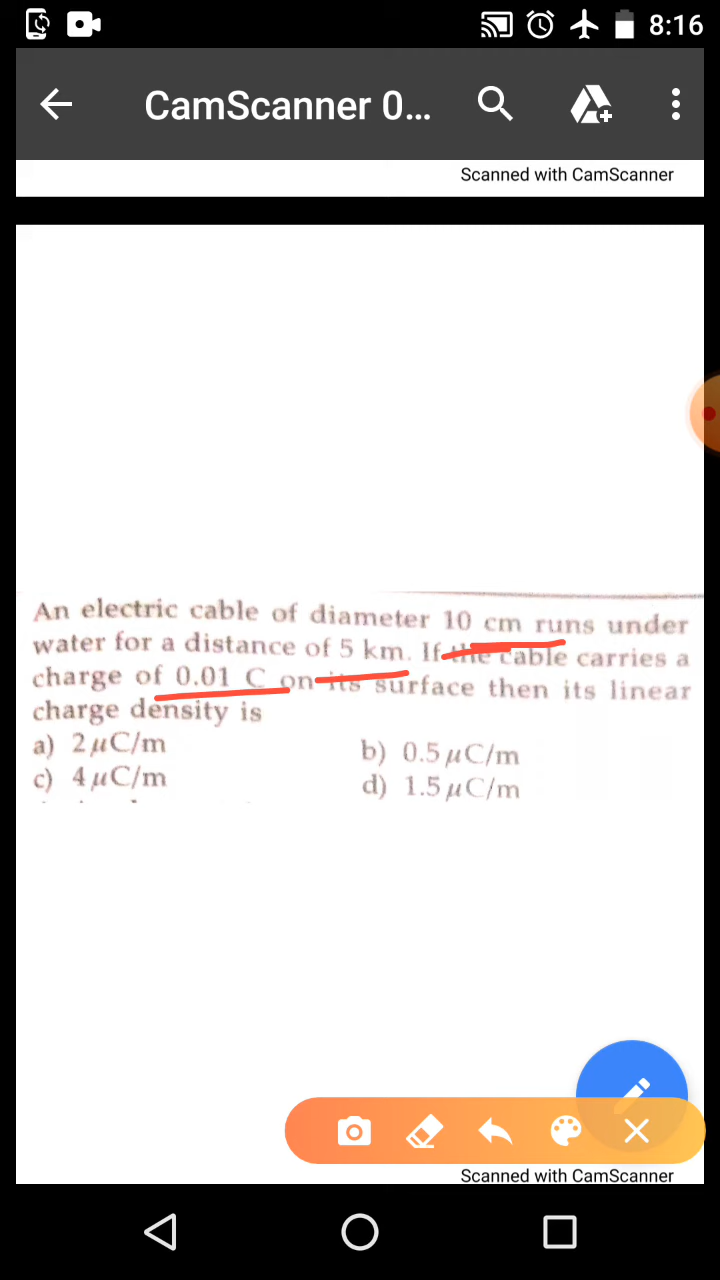 8:16
CamScanner 0...
Scanned with CamScanner
An electric cable of diameter 10 cm runs under
water for a distance of 5 km. If the cable carries a
charge of 0.01 C on its surface then its linear
charge density is
a) 2 μC/m b) 0.5 μC/m
c) 4 μC/m d) 1.5 μC/m
Scanned with CamScanner